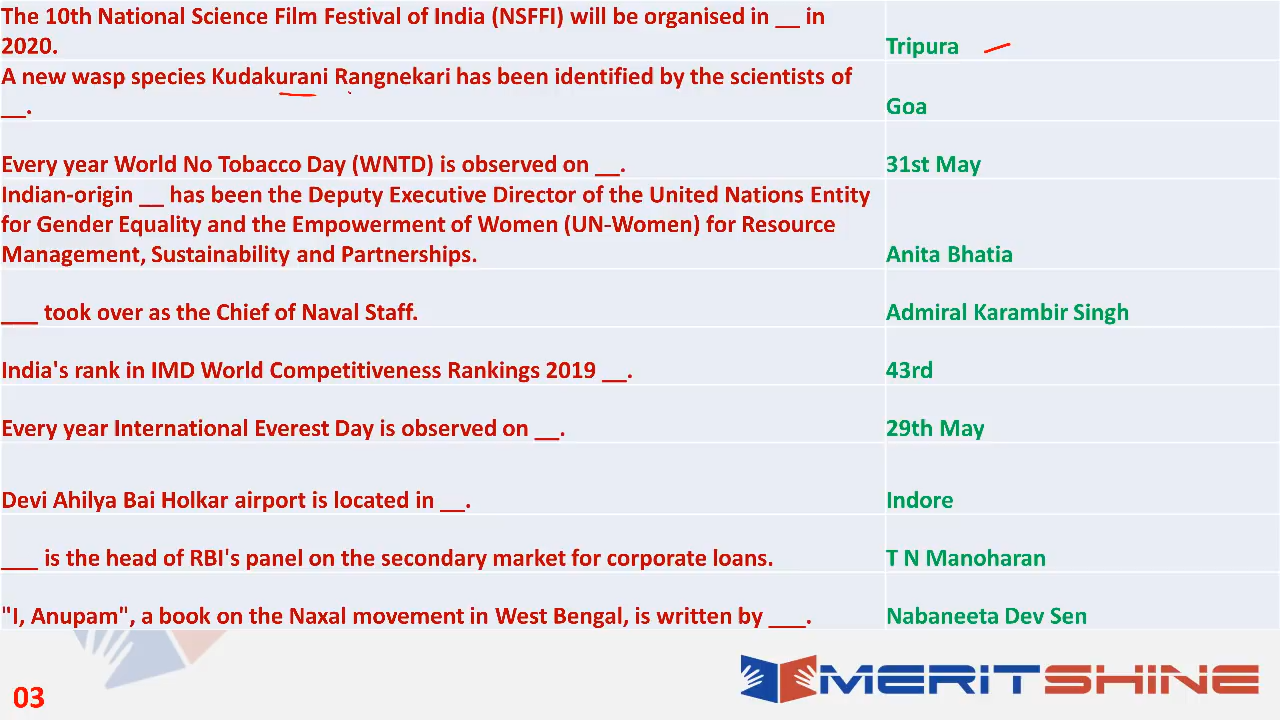 The 10th National Science Film Festival of India (NSFFI) will be organised in __ in
2020.
Tripura
A new wasp species Kudakurani Rangnekari has been identified by the scientists of
__.
Goa
Every year World No Tobacco Day (WNTD) is observed on __.
31st May
Indian-origin __ has been the Deputy Executive Director of the United Nations Entity
for Gender Equality and the Empowerment of Women (UN-Women) for Resource
Management, Sustainability and Partnerships.
Anita Bhatia
___ took over as the Chief of Naval Staff.
Admiral Karambir Singh
India's rank in IMD World Competitiveness Rankings 2019 __.
43rd
Every year International Everest Day is observed on __.
29th May
Devi Ahilya Bai Holkar airport is located in __.
Indore
___ is the head of RBI's panel on the secondary market for corporate loans.
T N Manoharan
"I, Anupam", a book on the Naxal movement in West Bengal, is written by ___.
Nabaneeta Dev Sen
03
MERITSHINE